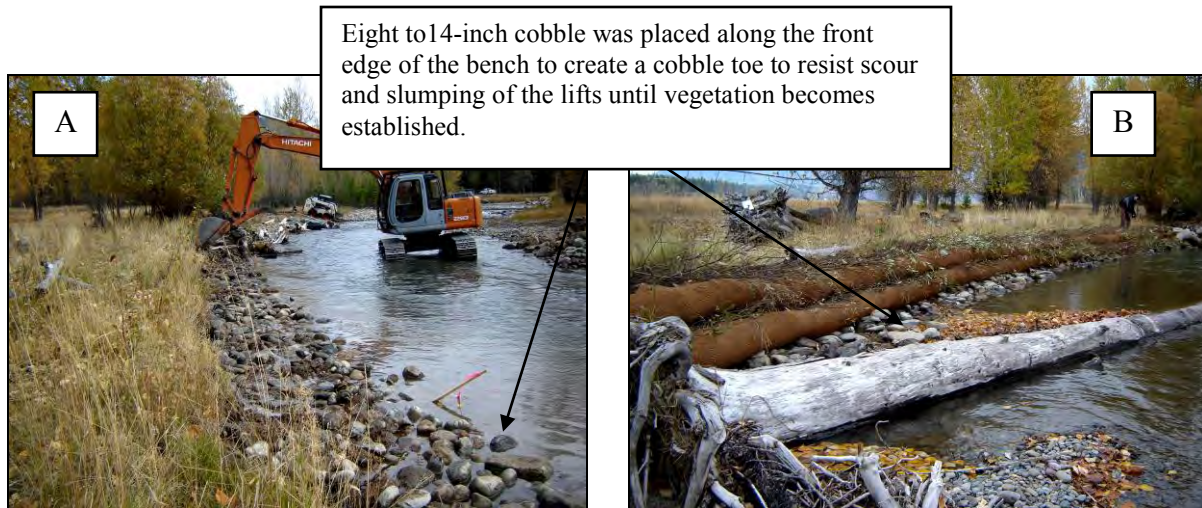 Eight to14-inch cobble was placed along the front
edge of the bench to create a cobble toe to resist scour
and slumping of the lifts until vegetation becomes
established.
A
B
HITACHI